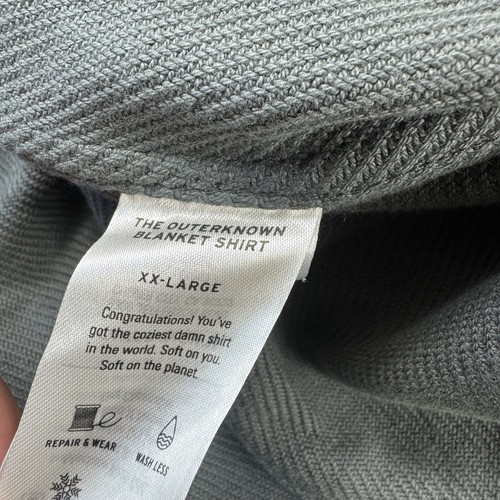 THE OUTERKNOWN
BLANKET SHIRT
XX-LARGE
Congratulations! You've
got the coziest damn shirt
in the world. Soft on you.
Soft on the planet.
REPAIR & WEAR
WASH LESS